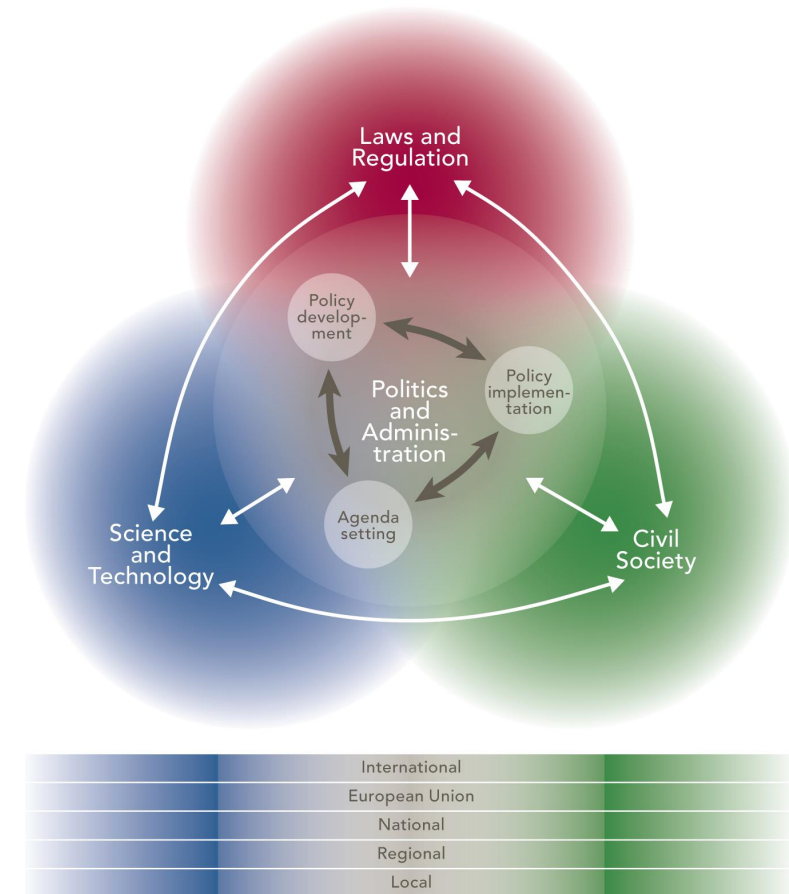 Laws and
Regulation
Policy
develop-
ment
Policy
implemen-
tation
Politics
and
Adminis-
tration
Agenda
setting
Science
and
Technology
Civil
Society
International
European Union
National
Regional
Local